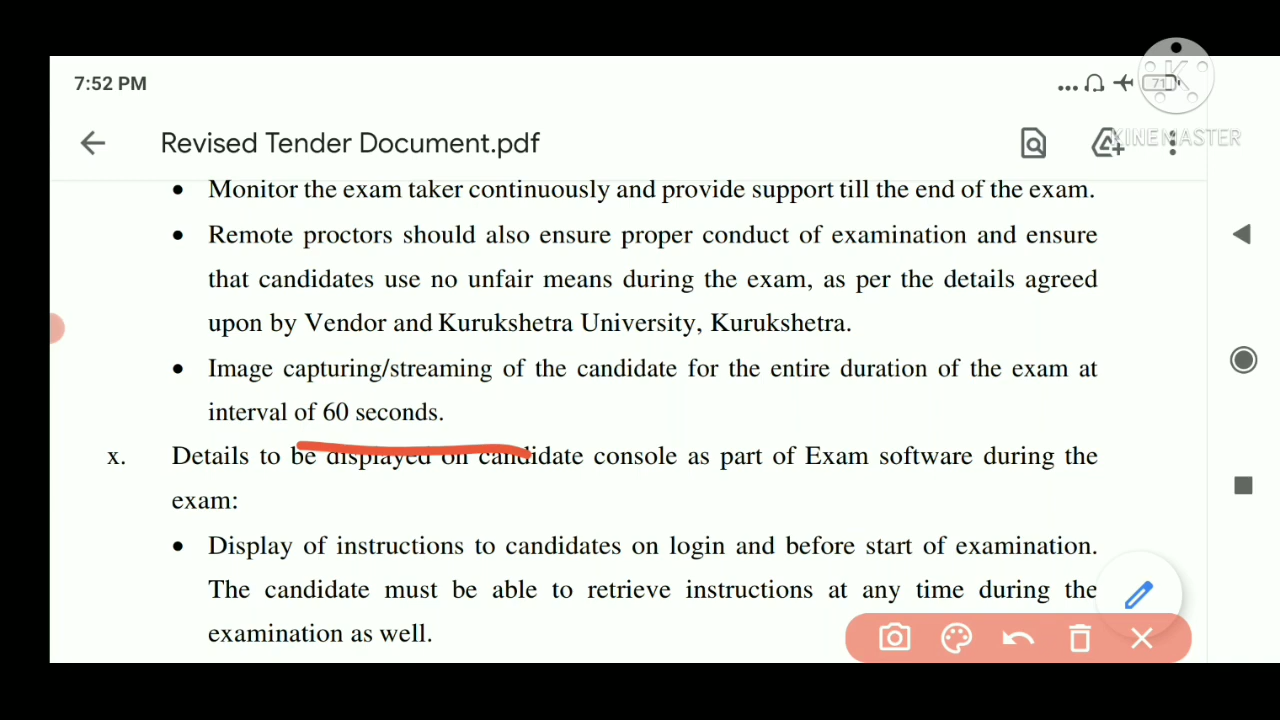 7:52 PM
71
KINEMASTER
Revised Tender Document.pdf
• Monitor the exam taker continuously and provide support till the end of the exam.
• Remote proctors should also ensure proper conduct of examination and ensure
that candidates use no unfair means during the exam, as per the details agreed
upon by Vendor and Kurukshetra University, Kurukshetra.
• Image capturing/streaming of the candidate for the entire duration of the exam at
interval of 60 seconds.
x. Details to be displayed on candidate console as part of Exam software during the
exam:
• Display of instructions to candidates on login and before start of examination.
The candidate must be able to retrieve instructions at any time during the
examination as well.